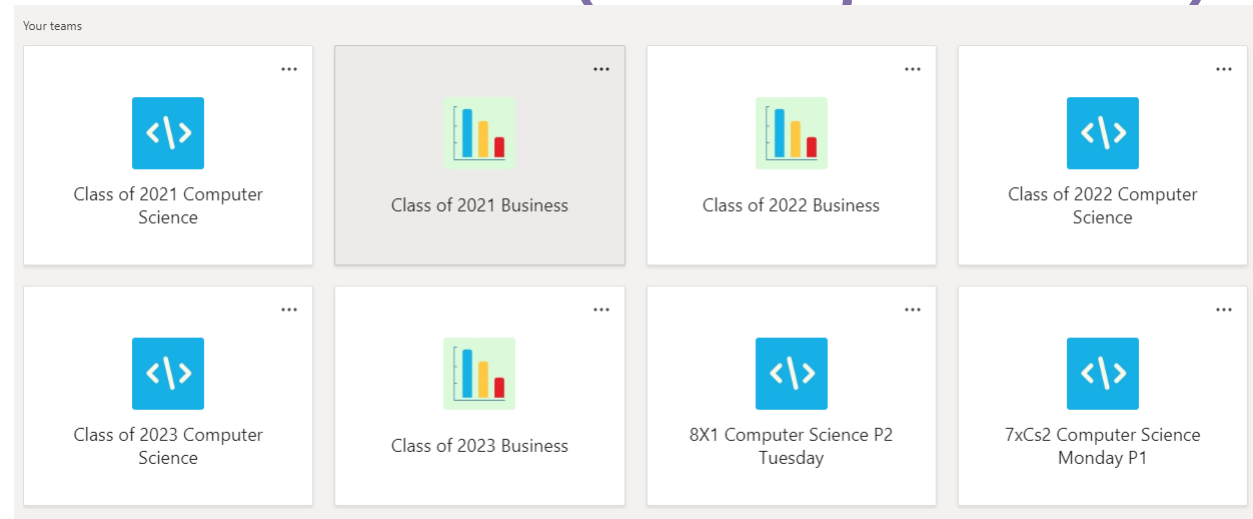 Your teams
Class of 2021 Computer
Science
Class of 2021 Business
Class of 2022 Business
Class of 2022 Computer
Science
Class of 2023 Computer
Science
Class of 2023 Business
8X1 Computer Science P2
Tuesday
7xCs2 Computer Science
Monday P1